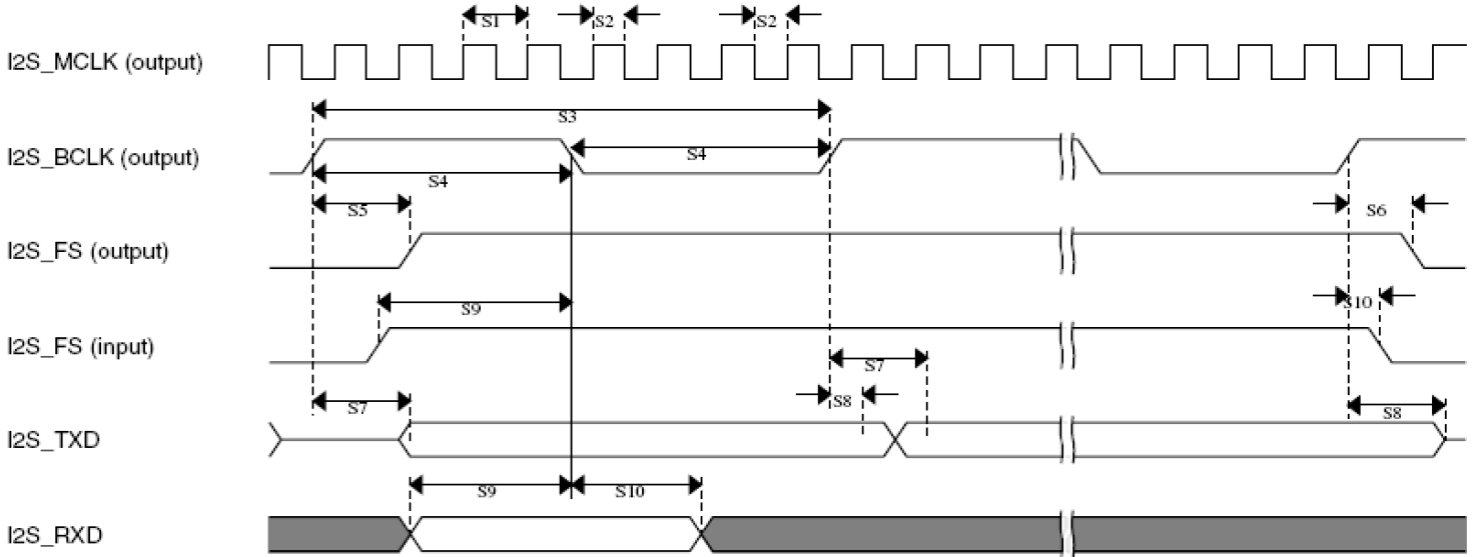 S1 S2 S2
I2S_MCLK (output)
S3
I2S_BCLK (output)
S4
S4
S5 S6
I2S_FS (output)
S9 S10
I2S_FS (input)
S7
S7 S8 S8
I2S_TXD
S9 S10
I2S_RXD